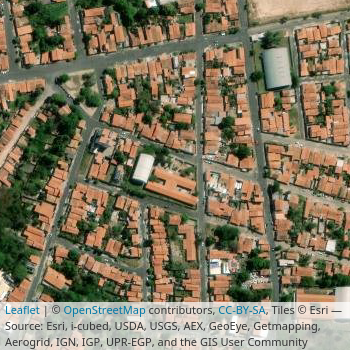 Leaflet | © OpenStreetMap contributors, CC-BY-SA, Tiles © Esri —
Source: Esri, i-cubed, USDA, USGS, AEX, GeoEye, Getmapping,
Aerogrid, IGN, IGP, UPR-EGP, and the GIS User Community